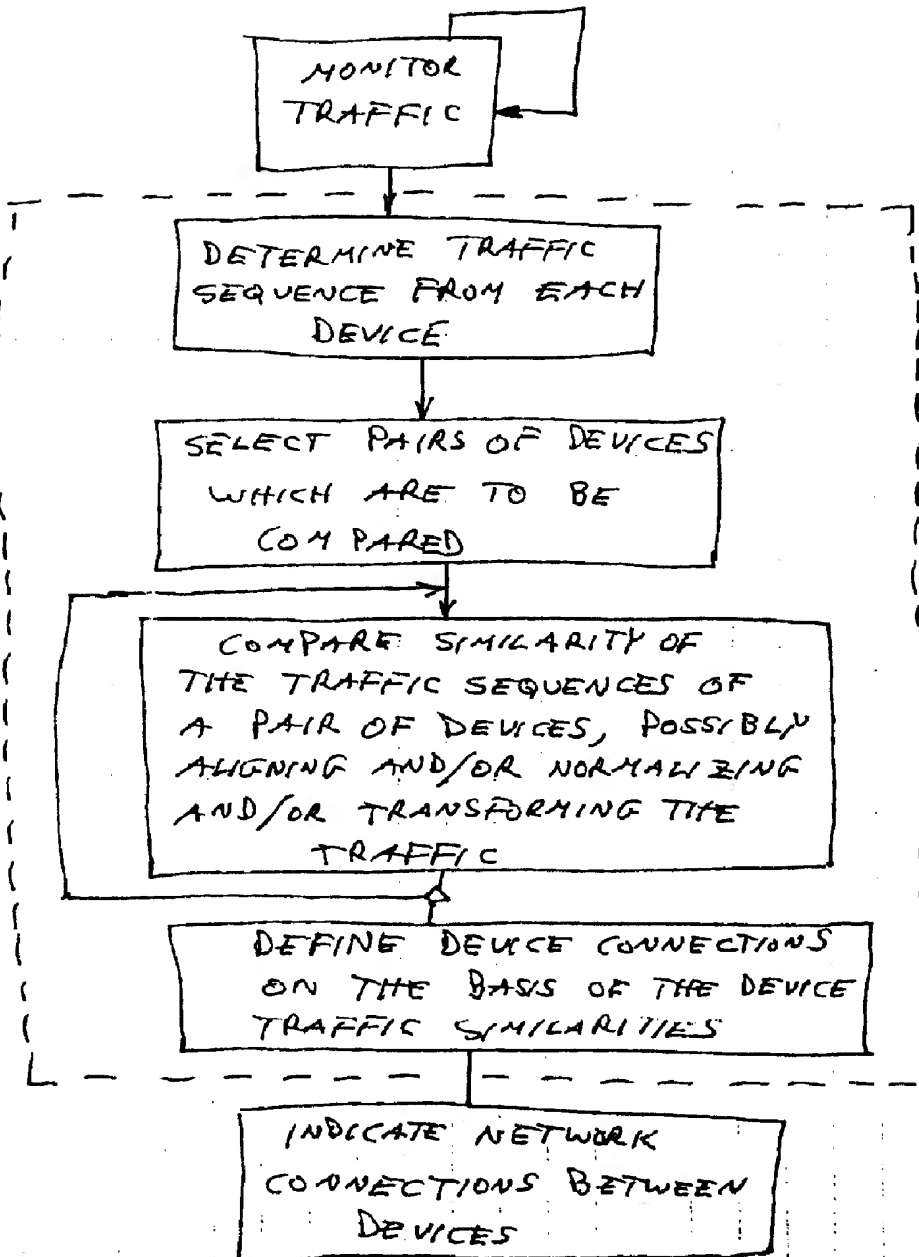 MONITOR
TRAFFIC
DETERMINE TRAFFIC
SEQUENCE FROM EACH
DEVICE
SELECT PAIRS OF DEVICES
WHICH ARE TO BE
COMPARED
COMPARE SIMILARITY OF
THE TRAFFIC SEQUENCES OF
A PAIR OF DEVICES, POSSIBLY
ALIGNING AND/OR NORMALIZING
AND/OR TRANSFORMING THE
TRAFFIC
DEFINE DEVICE CONNECTIONS
ON THE BASIS OF THE DEVICE
TRAFFIC SIMILARITIES
INDICATE NETWORK
CONNECTIONS BETWEEN
DEVICES